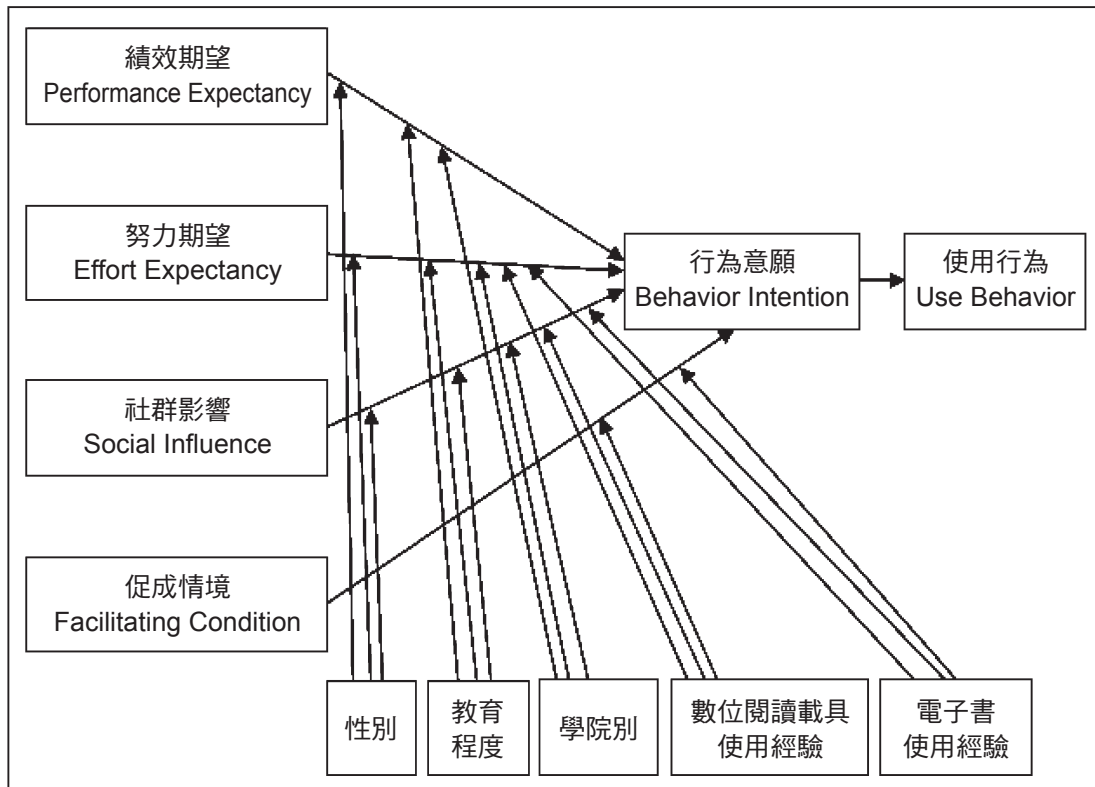 績效期望
Performance Expectancy
努力期望
Effort Expectancy
行為意願
Behavior Intention
使用行為
Use Behavior
社群影響
Social Influence
促成情境
Facilitating Condition
性別
教育
程度
學院別
數位閱讀載具
使用經驗
電子書
使用經驗